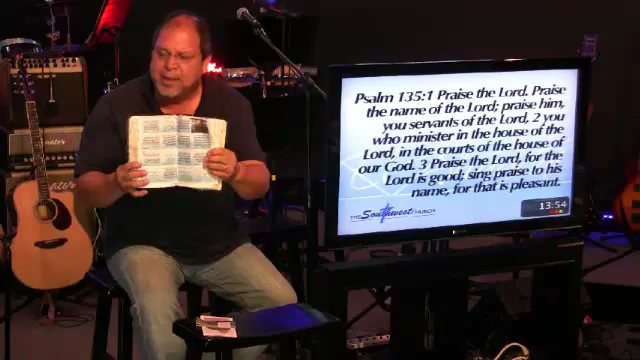 Psalm 135:1 Praise the Lord. Praise
the name of the Lord; praise him,
you servants of the Lord, 2 you
who minister in the house of the
Lord, in the courts of the house of
our God. 3 Praise the Lord, for the
Lord is good; sing praise to his
name, for that is pleasant.
13:54
THE Southwest CHURCH